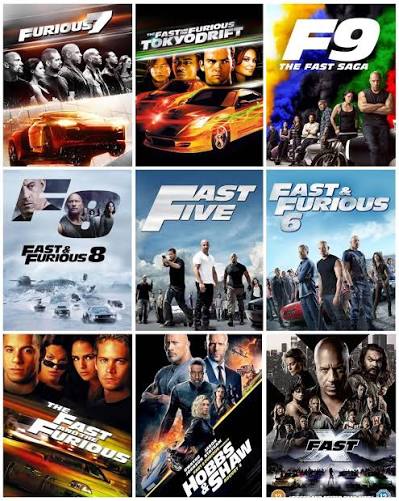 FURIOUS 7
THE FAST AND THE FURIOUS
TOKYO DRIFT
F9
THE FAST SAGA
F8
FAST &
FURIOUS 8
FAST
FIVE
FAST &
FURIOUS
6
THE
FAST
AND THE
FURIOUS
HOBBS
& SHAW
FAST
X
12